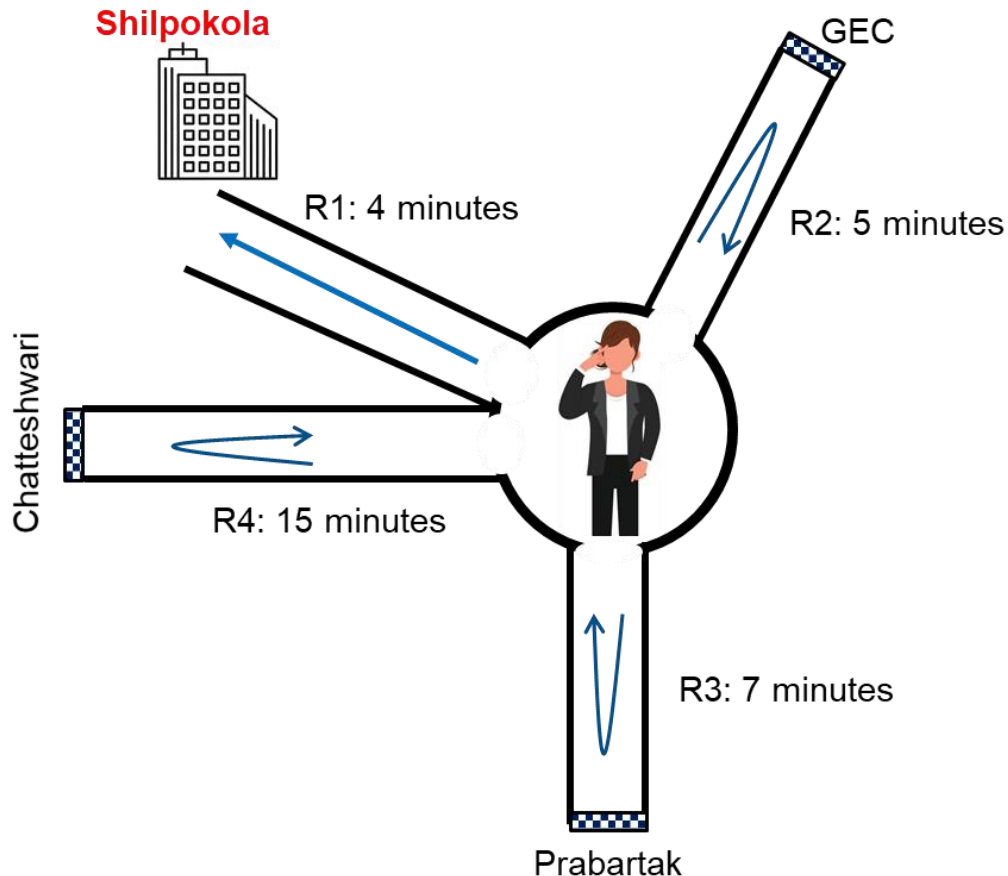 Shilpokola
GEC
R1: 4 minutes
R2: 5 minutes
Chatteshwari
R4: 15 minutes
R3: 7 minutes
Prabartak